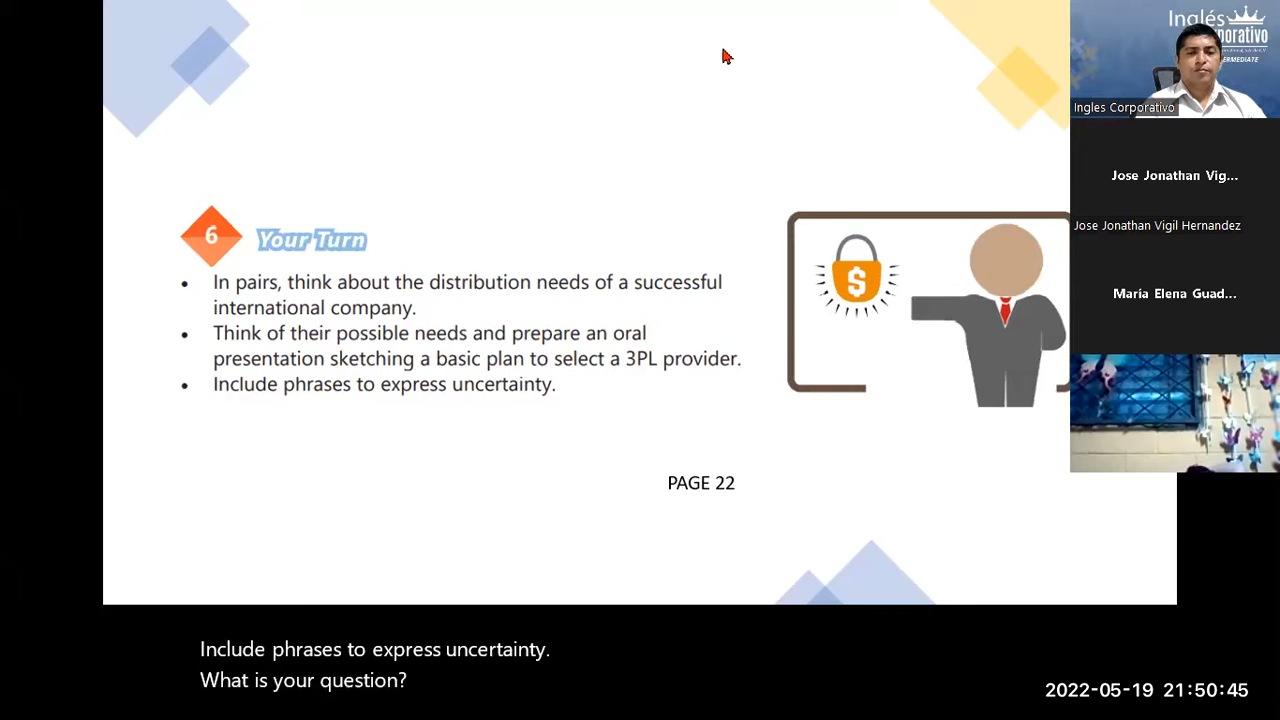 Inglés
porativo
ERMEDIATE
Ingles Corporativo
Jose Jonathan Vig...
Jose Jonathan Vigil Hernandez
María Elena Guad...
6
Your Turn
• In pairs, think about the distribution needs of a successful
international company.
• Think of their possible needs and prepare an oral
presentation sketching a basic plan to select a 3PL provider.
• Include phrases to express uncertainty.
$
PAGE 22
Include phrases to express uncertainty.
What is your question?
2022-05-19 21:50:45